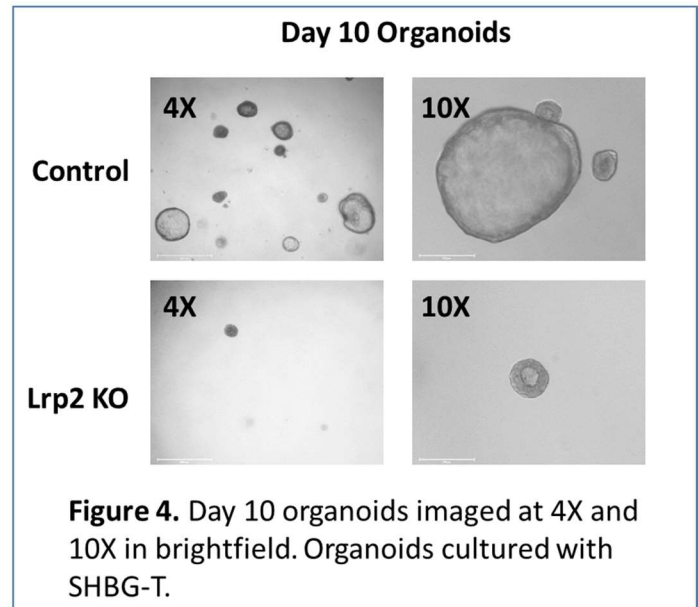 Day 10 Organoids
Control
4X
10X
Lrp2 KO
4X
10X
Figure 4. Day 10 organoids imaged at 4X and
10X in brightfield. Organoids cultured with
SHBG-T.